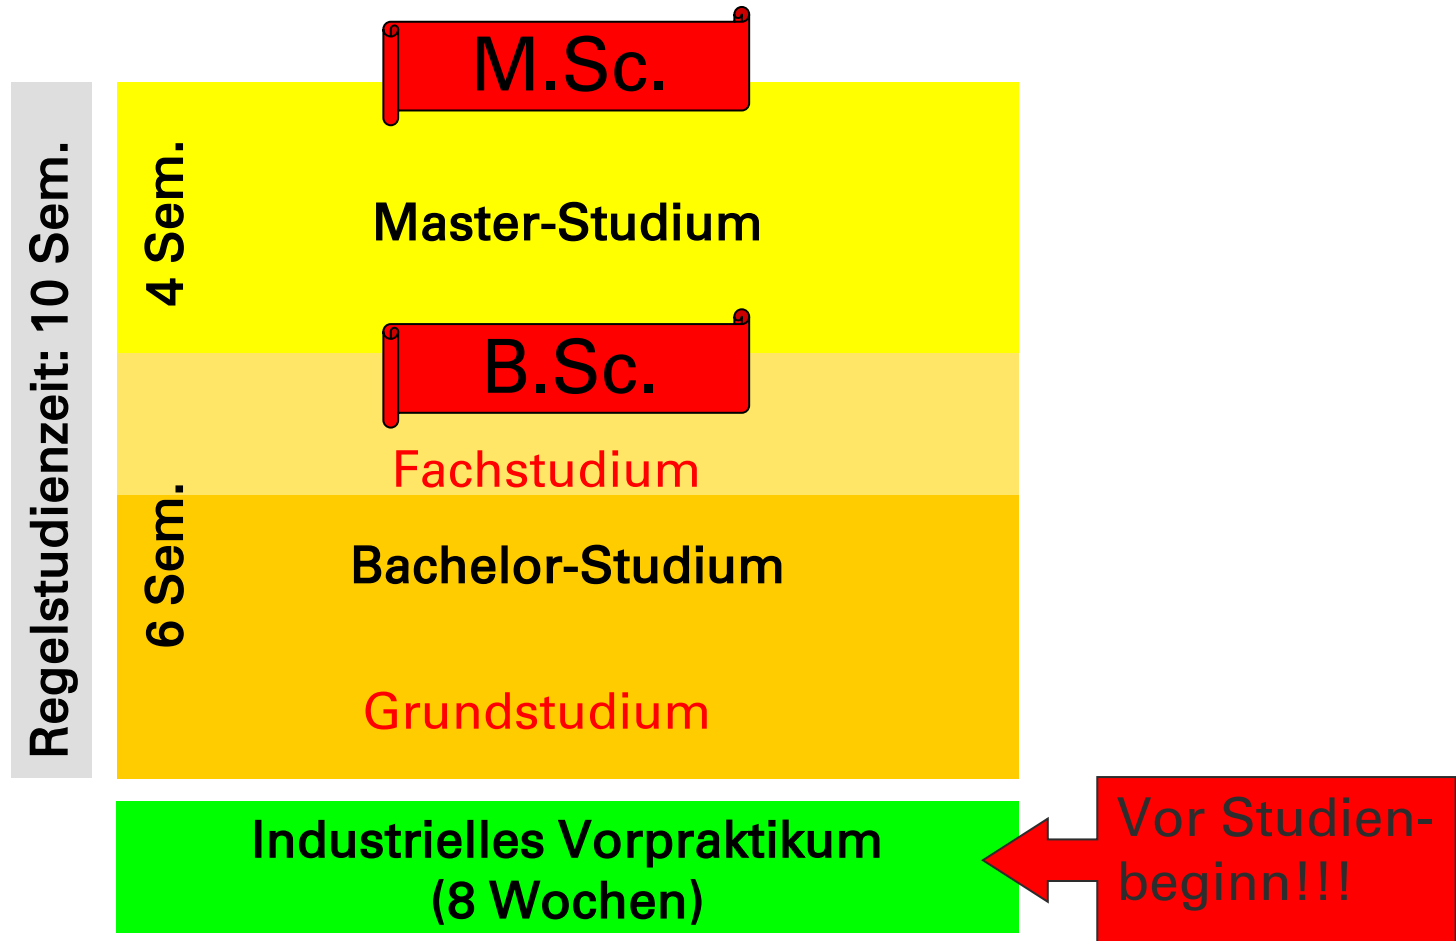 M.Sc.
Regelstudienzeit: 10 Sem.
4 Sem.
Master-Studium
B.Sc.
Fachstudium
6 Sem.
Bachelor-Studium
Grundstudium
Industrielles Vorpraktikum
(8 Wochen)
Vor Studien-
beginn!!!